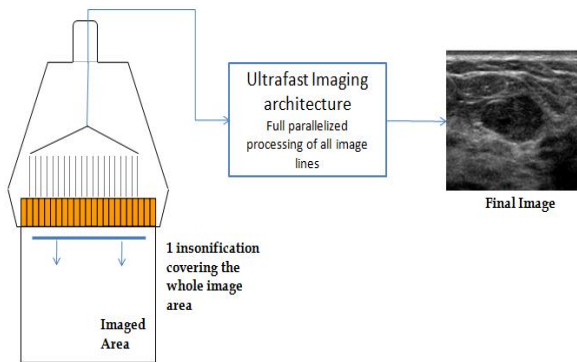 Ultrafast Imaging
architecture
Full parallelized
processing of all image
lines
Final Image
1 insonification
covering the
whole image
area
Imaged
Area